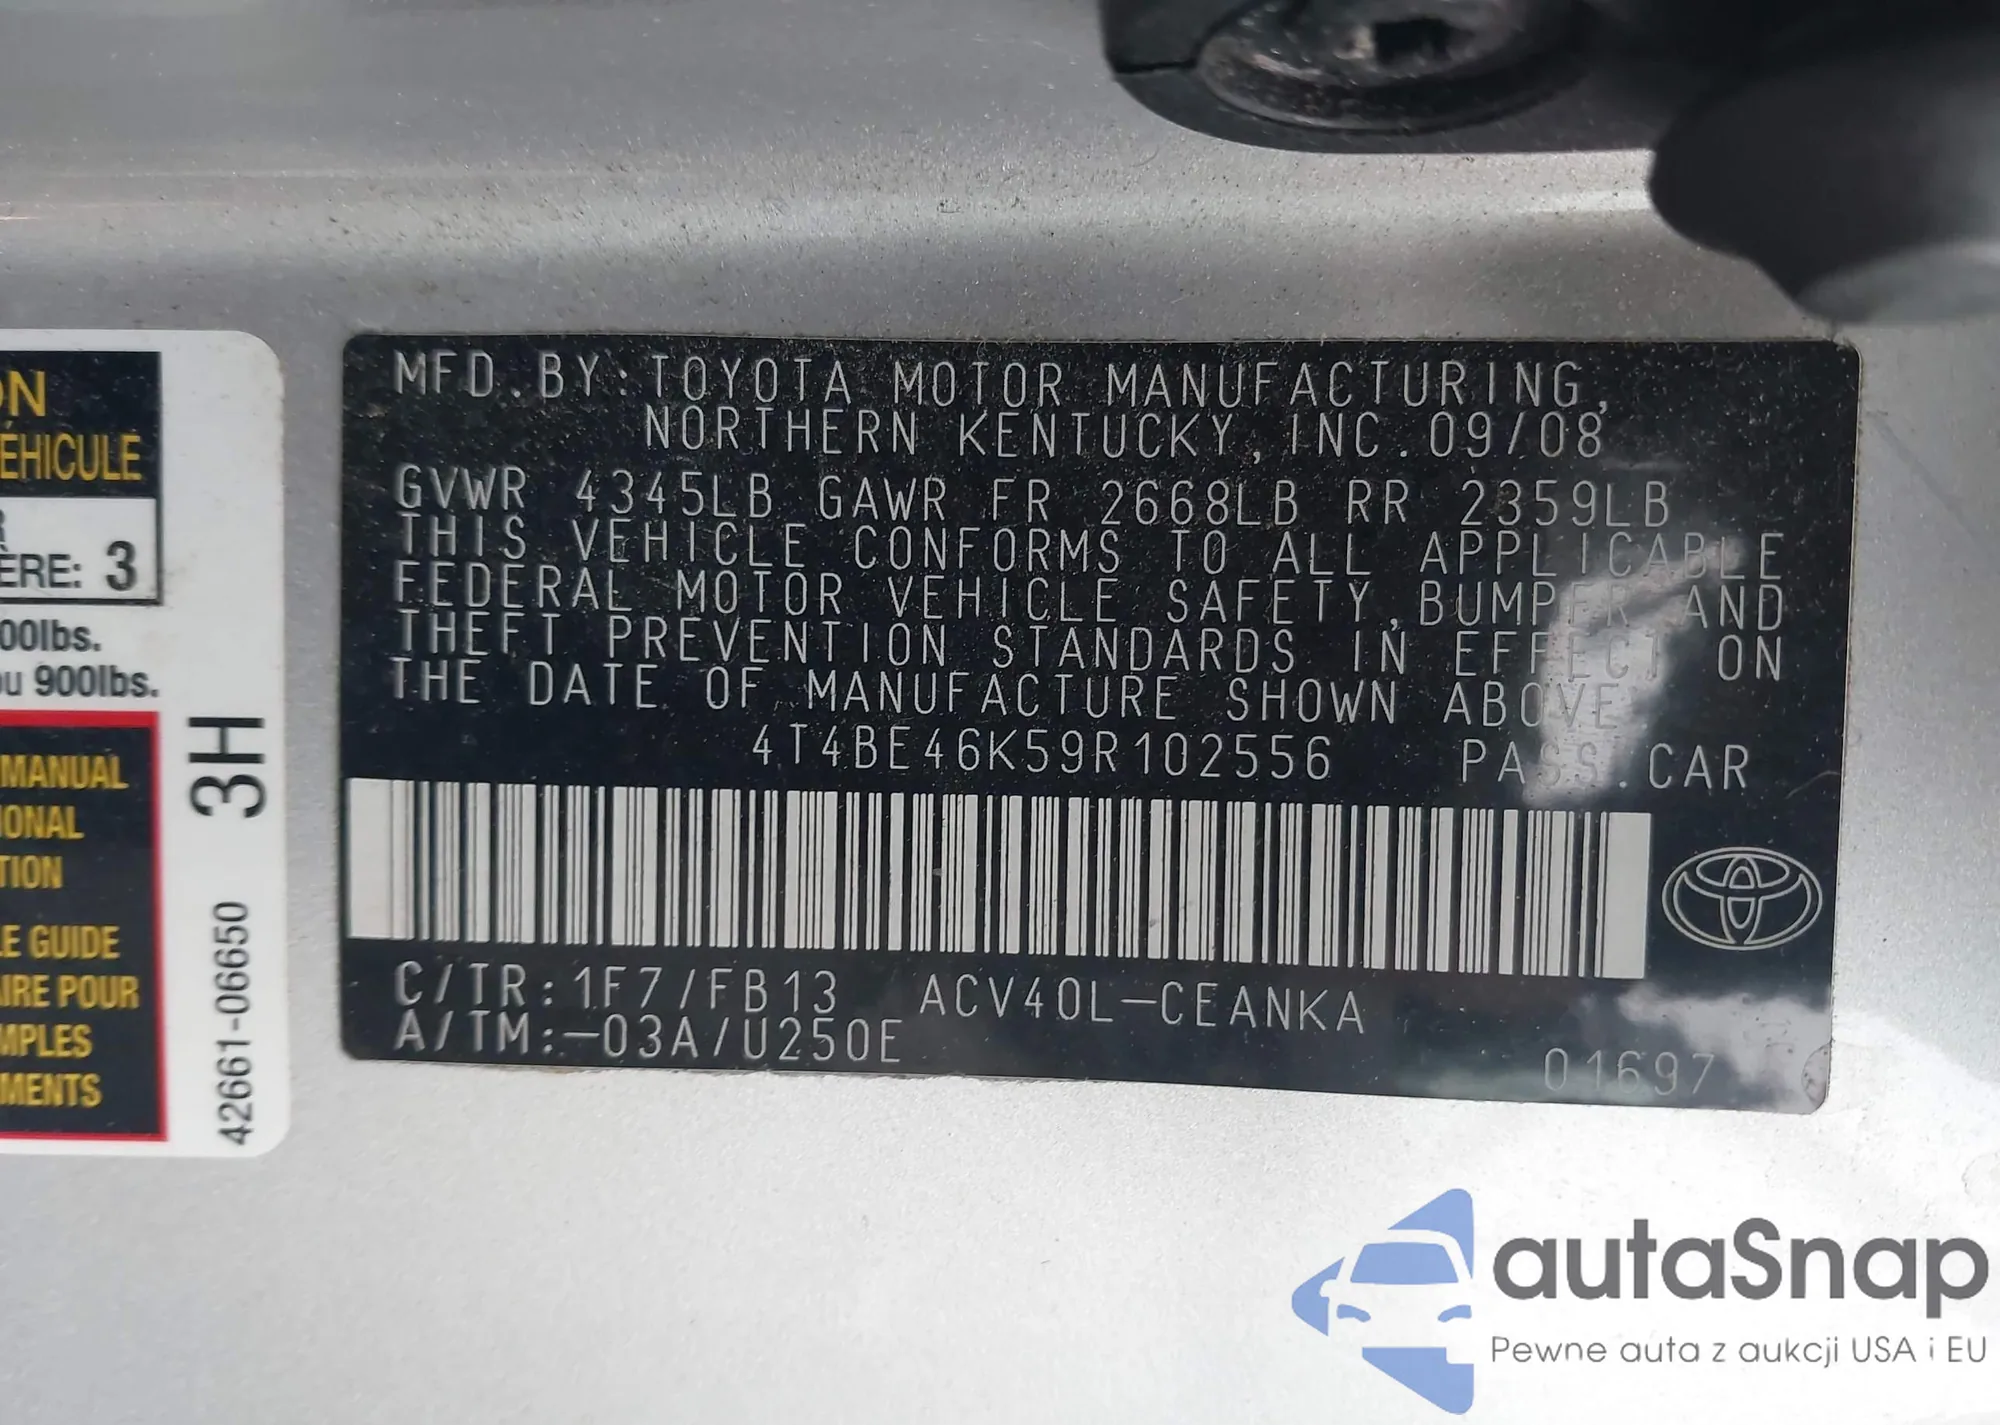 ON
ÉHICULE
R
ÈRE: 3
00lbs.
ou 900lbs.
MANUAL
IONAL
TION
LE GUIDE
AIRE POUR
MPLES
MENTS
3H
42661-06650
MFD. BY: TOYOTA MOTOR MANUFACTURING,
NORTHERN KENTUCKY, INC. 09/08
GVWR 4345LB GAWR FR 2668LB RR 2359LB
THIS VEHICLE CONFORMS TO ALL APPLICABLE
FEDERAL MOTOR VEHICLE SAFETY, BUMPER AND
THEFT PREVENTION STANDARDS IN EFFECT ON
THE DATE OF MANUFACTURE SHOWN ABOVE
4T4BE46K59R102556 PASS. CAR
C/TR: 1F7/FB13 ACV40L-CEANKA
A/TM:-03A/U250E
01697
autaSnap
Pewne auta z aukcji USA i EU